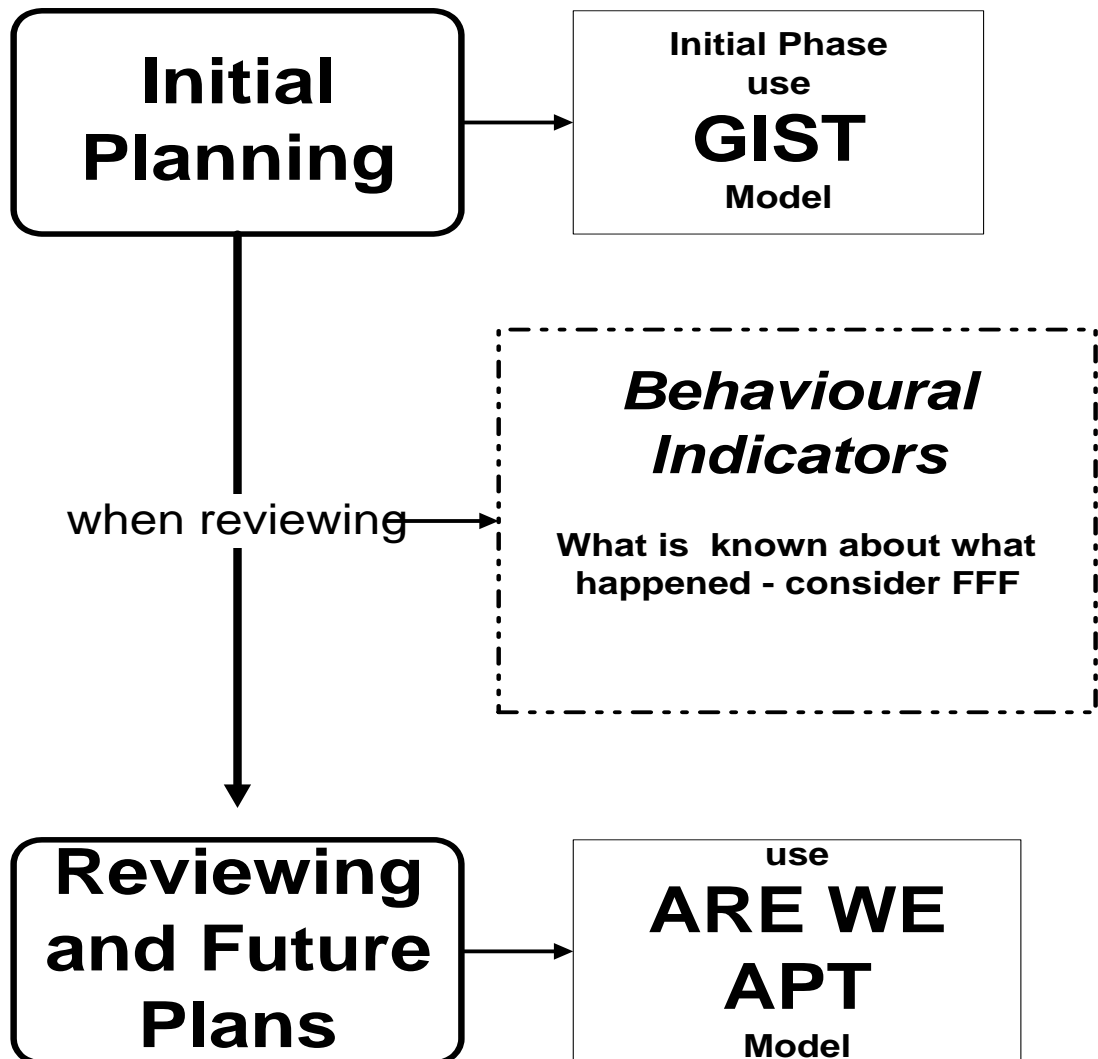 Initial
Planning
Initial Phase
use
GIST
Model
Behavioural
Indicators
when reviewing
What is  known about what
happened - consider FFF
Reviewing
and Future
Plans
use
ARE WE
APT
Model